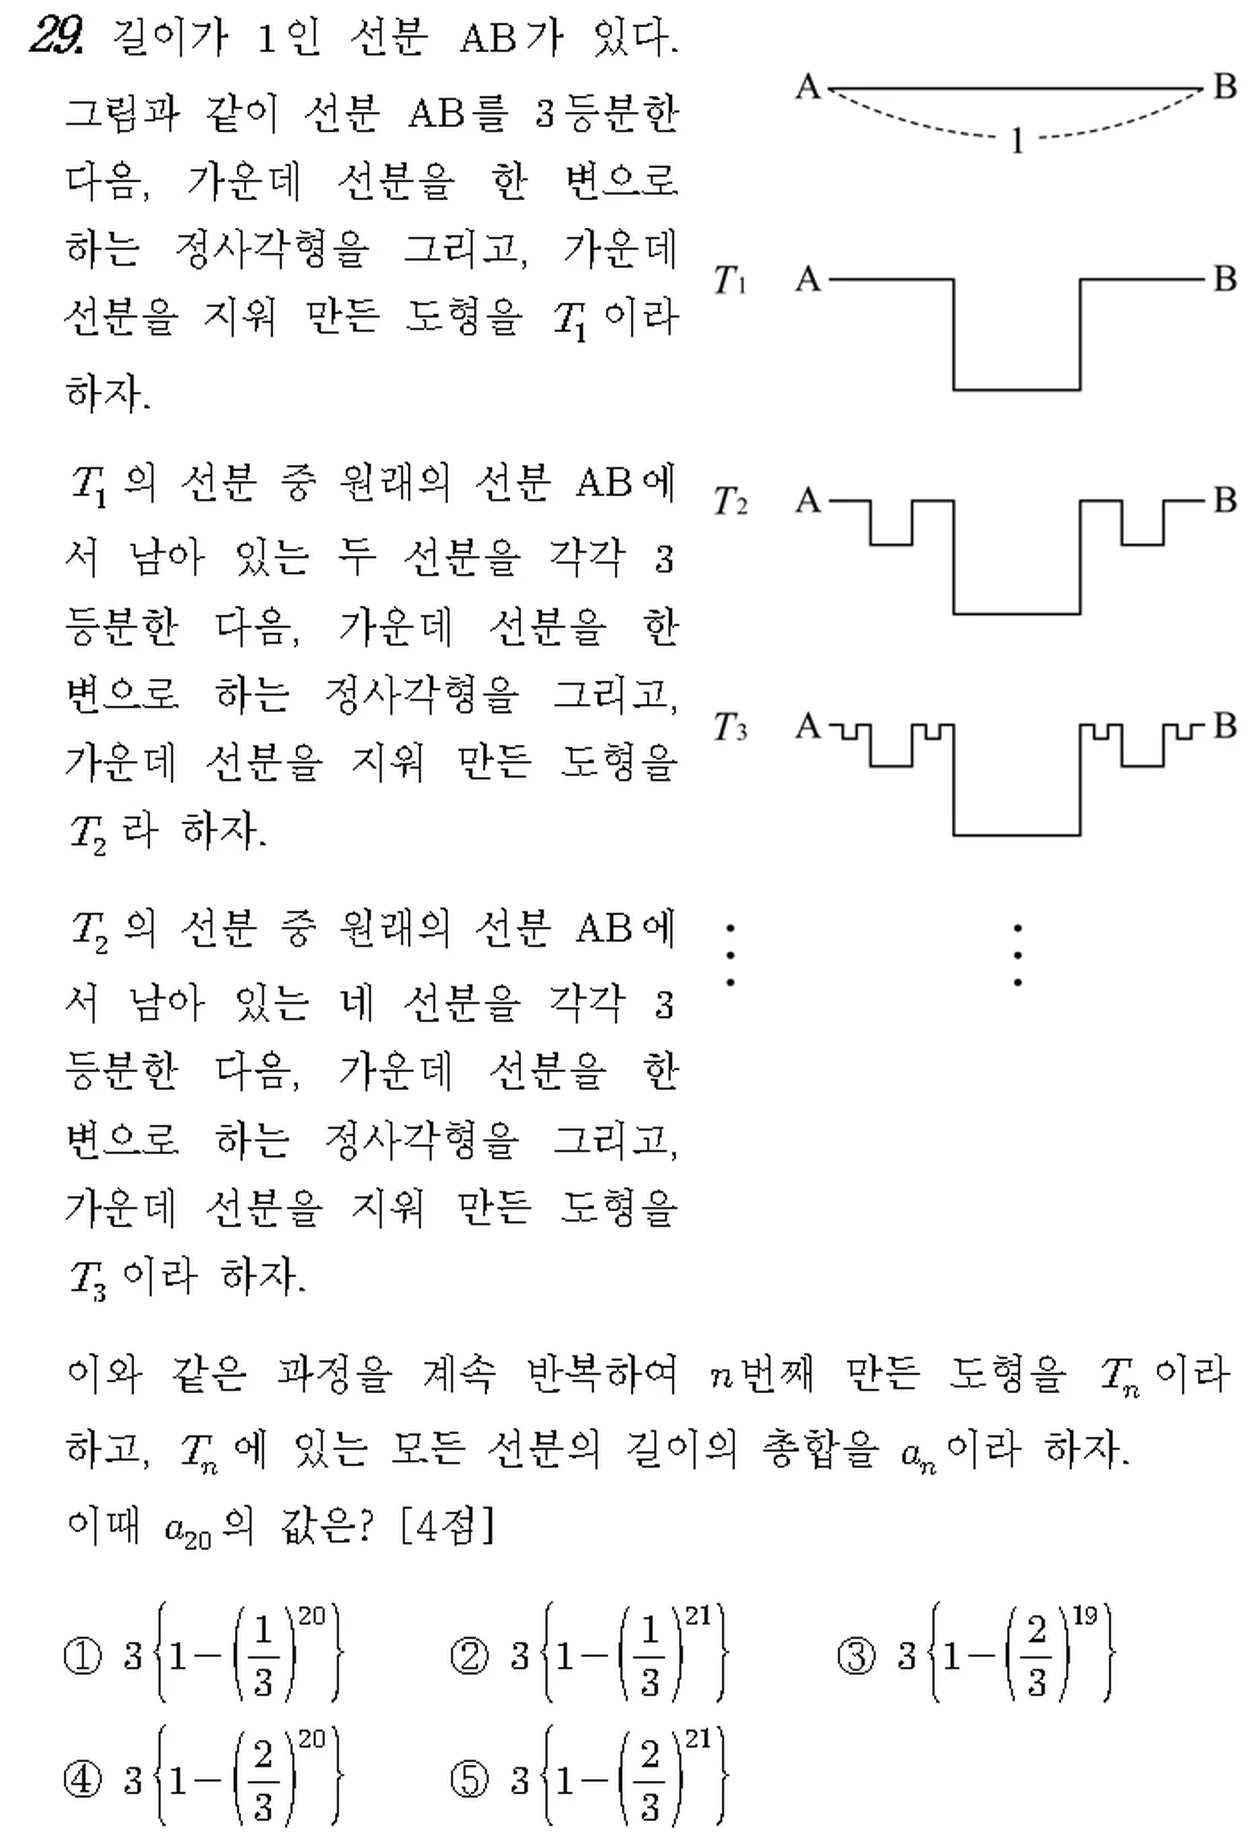 29. 길이가 1인 선분 AB가 있다.
그림과 같이 선분 AB를 3등분한
다음, 가운데 선분을 한 변으로
하는 정사각형을 그리고, 가운데
선분을 지워 만든 도형을 T₁이라
하자.
T₁의 선분 중 원래의 선분 AB에
서 남아 있는 두 선분을 각각 3
등분한 다음, 가운데 선분을 한
변으로 하는 정사각형을 그리고,
가운데 선분을 지워 만든 도형을
T₂라 하자.
T₂의 선분 중 원래의 선분 AB에
서 남아 있는 네 선분을 각각 3
등분한 다음, 가운데 선분을 한
변으로 하는 정사각형을 그리고,
가운데 선분을 지워 만든 도형을
T₃이라 하자.
A B
1
T₁ A B
T₂ A B
T₃ A B
⋮ ⋮
이와 같은 과정을 계속 반복하여 n번째 만든 도형을 Tₙ이라
하고, Tₙ에 있는 모든 선분의 길이의 총합을 aₙ이라 하자.
이때 a₂₀의 값은? [4점]
① 3{1-(1/3)²⁰} ② 3{1-(1/3)²¹} ③ 3{1-(2/3)¹⁹}
④ 3{1-(2/3)²⁰} ⑤ 3{1-(2/3)²¹}